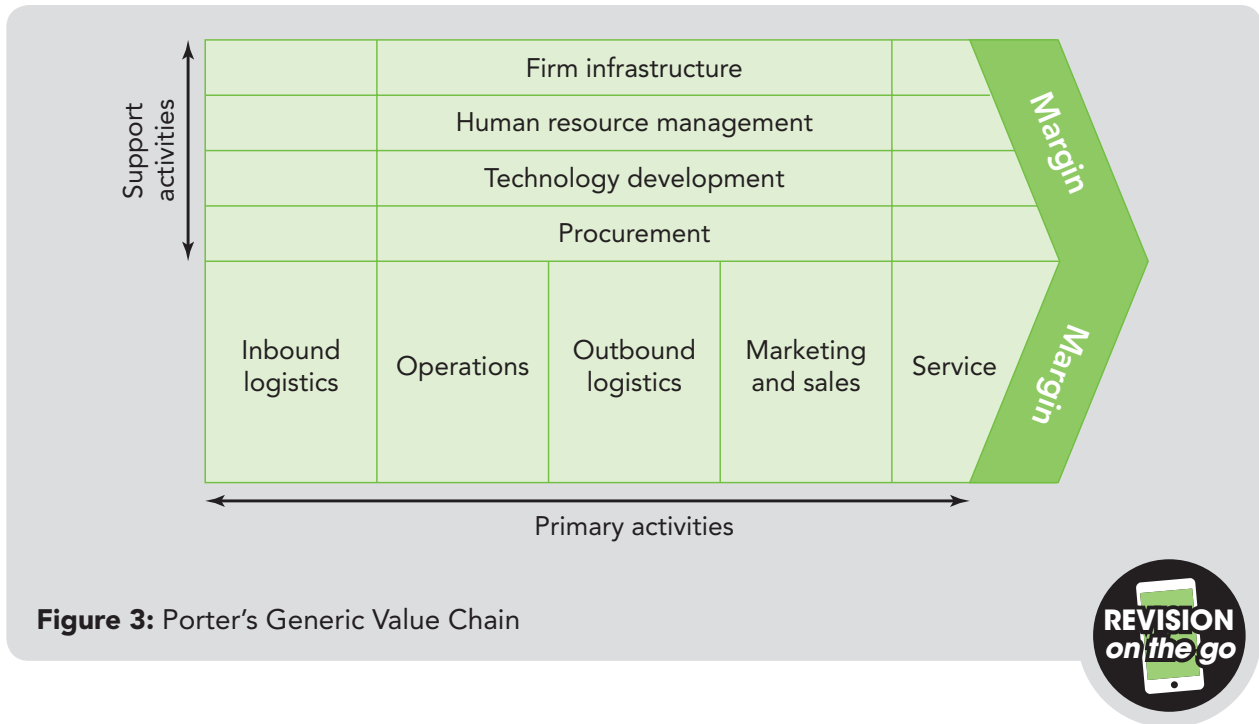 Support
activities
Firm infrastructure
Human resource management
Technology development
Procurement
Inbound
logistics
Operations
Outbound
logistics
Marketing
and sales
Service
Margin
Margin
Primary activities
Figure 3: Porter’s Generic Value Chain
REVISION
on the go